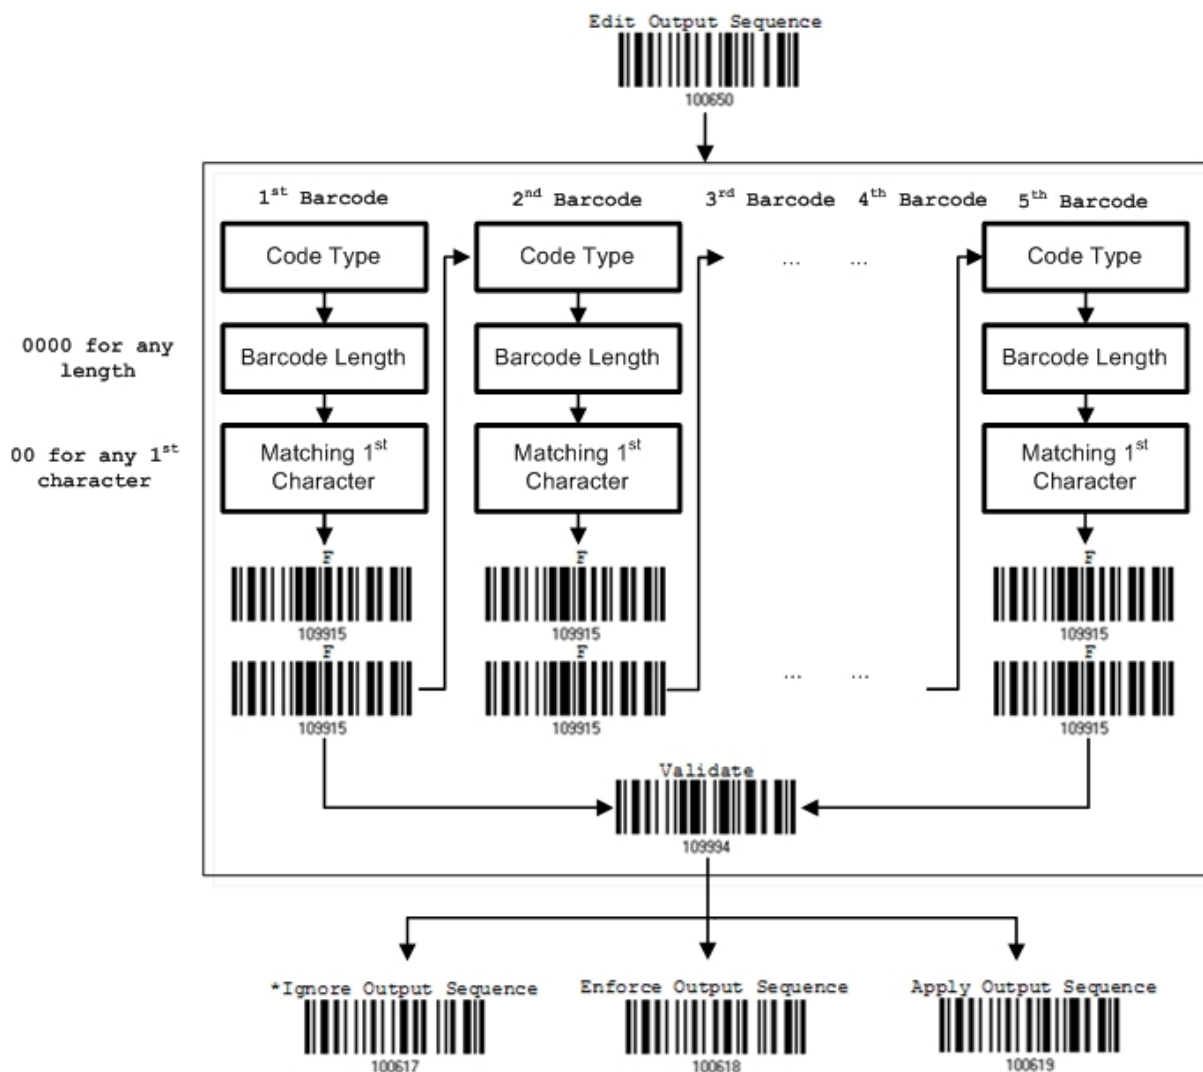 Edit Output Sequence
100650
1st Barcode
2nd Barcode
3rd Barcode
4th Barcode
5th Barcode
Code Type
Code Type
... ...
Code Type
0000 for any
length
Barcode Length
Barcode Length
Barcode Length
00 for any 1st
character
Matching 1st
Character
Matching 1st
Character
Matching 1st
Character
F
F
F
109915
109915
109915
F
F
F
... ...
109915
109915
109915
Validate
109994
*Ignore Output Sequence
Enforce Output Sequence
Apply Output Sequence
100617
100618
100619